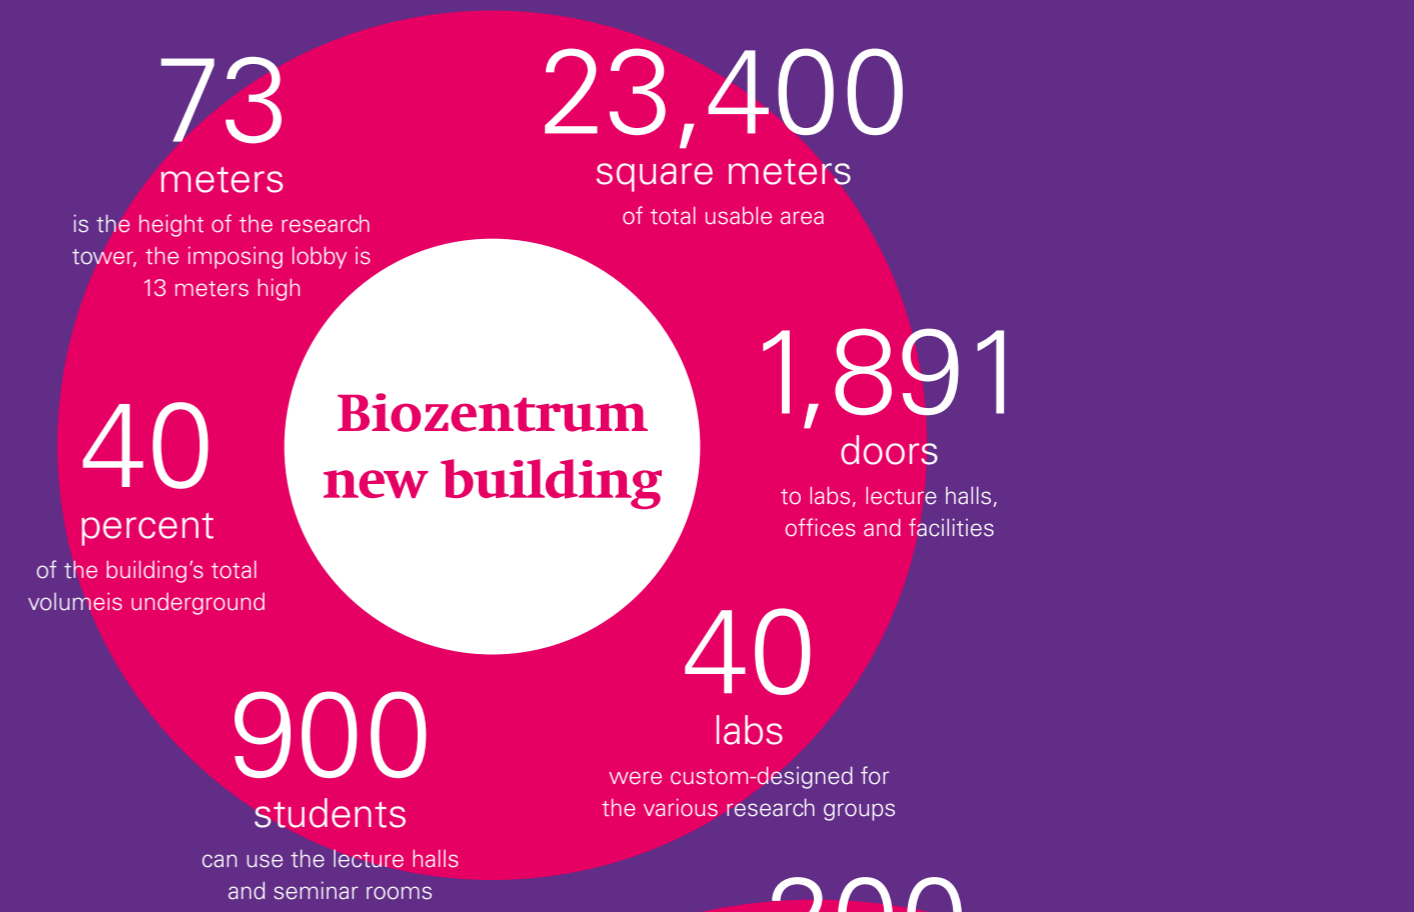 73
meters
is the height of the research
tower, the imposing lobby is
13 meters high
23,400
square meters
of total usable area
Biozentrum
new building
1,891
doors
to labs, lecture halls,
offices and facilities
40
percent
of the building's total
volumeis underground
40
labs
were custom-designed for
the various research groups
900
students
can use the lecture halls
and seminar rooms